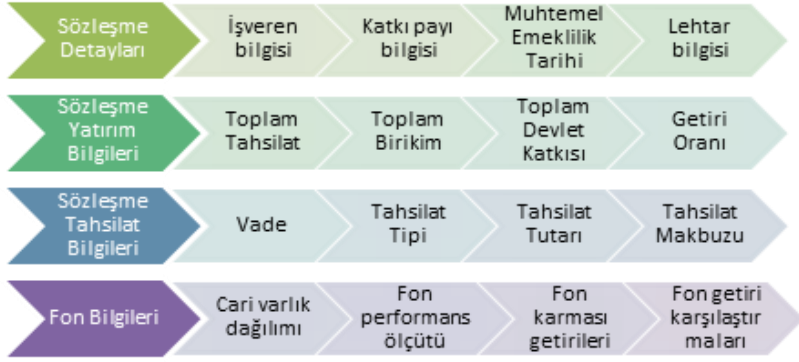 Sözleşme
Detayları
İşveren
bilgisi
Katkı payı
bilgisi
Muhtemel
Emeklilik
Tarihi
Lehtar
bilgisi
Sözleşme
Yatırım
Bilgileri
Toplam
Tahsilat
Toplam
Birikim
Toplam
Devlet
Katkısı
Getiri
Oranı
Sözleşme
Tahsilat
Bilgileri
Vade
Tahsilat
Tipi
Tahsilat
Tutarı
Tahsilat
Makbuzu
Fon Bilgileri
Cari varlık
dağılımı
Fon
performans
ölçütü
Fon
karması
getirileri
Fon getiri
karşılaştır
maları